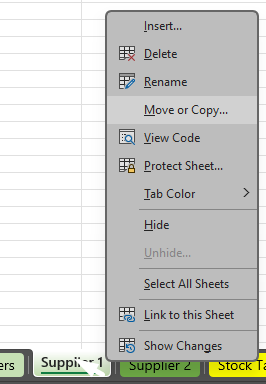 Insert...
Delete
Rename
Move or Copy...
View Code
Protect Sheet...
Tab Color
Hide
Unhide...
Select All Sheets
Link to this Sheet
Show Changes
ers Supplier 1 Supplier 2 Stock Ta